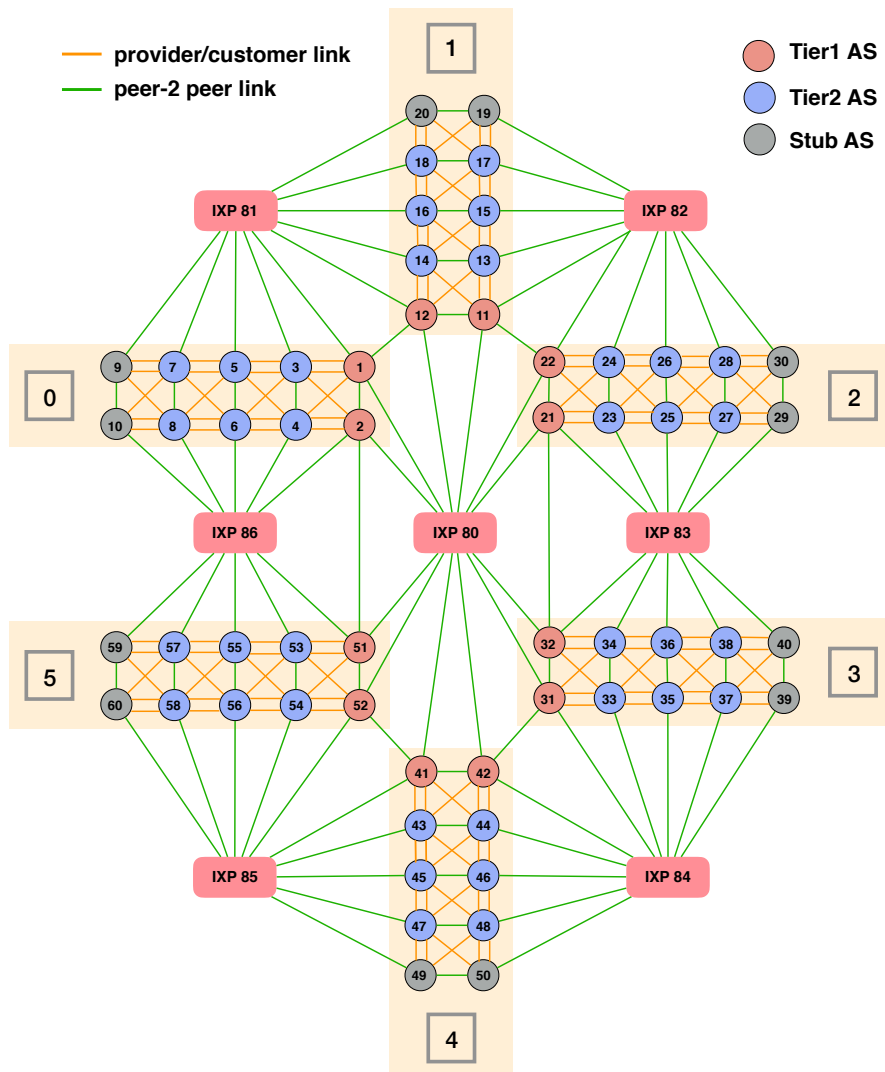 1
provider/customer link
Tier1 AS
peer-2 peer link
Tier2 AS
Stub AS
20 19
18 17
IXP 81 16 15 IXP 82
14 13
12 11
9 7 5 3 1
22 24 26 28 30
0
2
10 8 6 4 2
21 23 25 27 29
IXP 86 IXP 80 IXP 83
59 57 55 53 51
32 34 36 38 40
5
3
60 58 56 54 52
31 33 35 37 39
41 42
43 44
IXP 85 45 46 IXP 84
47 48
49 50
4